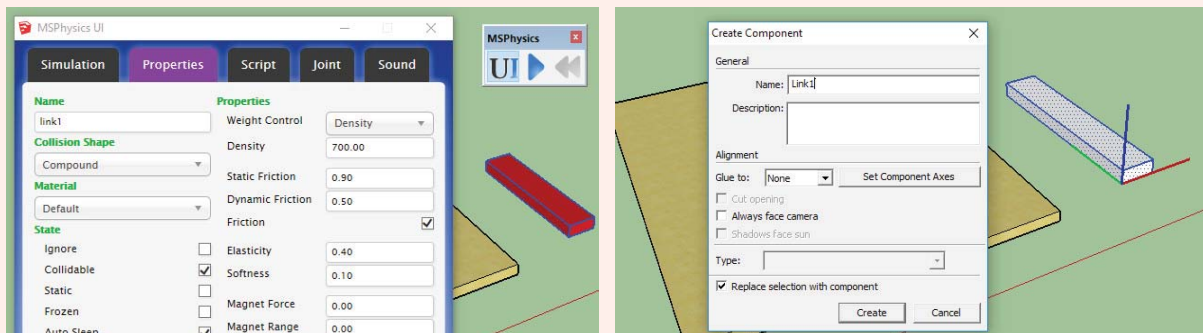 MSPhysics UI
Simulation Properties Script Joint Sound
Name
link1
Collision Shape
Compound
Material
Default
State
Ignore
Collidable
Static
Frozen
Auto Sleep
Properties
Weight Control Density
Density 700.00
Static Friction 0.90
Dynamic Friction 0.50
Friction
Elasticity 0.40
Softness 0.10
Magnet Force 0.00
Magnet Range 0.00
MSPhysics
UI
Create Component
General
Name: Link1
Description:
Alignment
Glue to: None Set Component Axes
Cut opening
Always face camera
Shadows face sun
Type:
Replace selection with component
Create Cancel